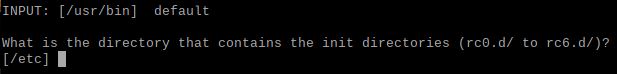 INPUT: [/usr/bin]  default
What is the directory that contains the init directories (rc0.d/ to rc6.d/)?
[/etc]